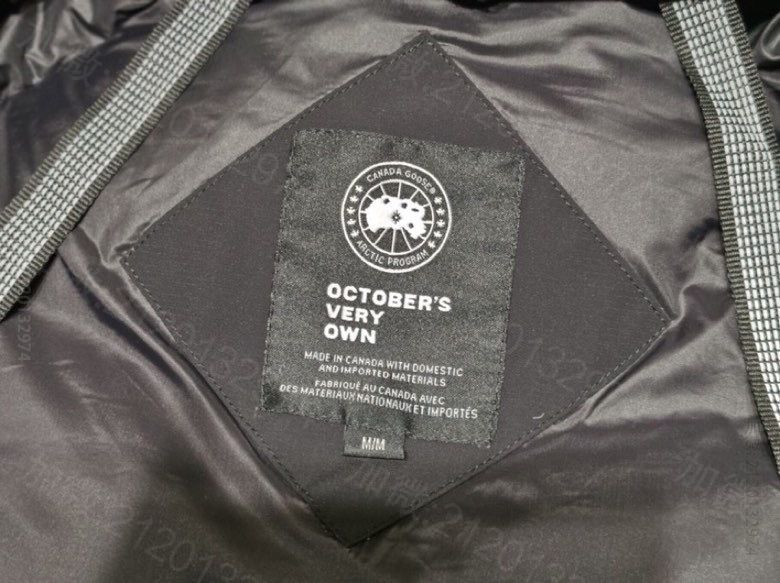 CANADA GOOSE®
ARCTIC PROGRAM
OCTOBER'S
VERY
OWN
MADE IN CANADA WITH DOMESTIC
AND IMPORTED MATERIALS
FABRIQUÉ AU CANADA AVEC
DES MATERIAUX NATIONAUX ET IMPORTÉS
M/M